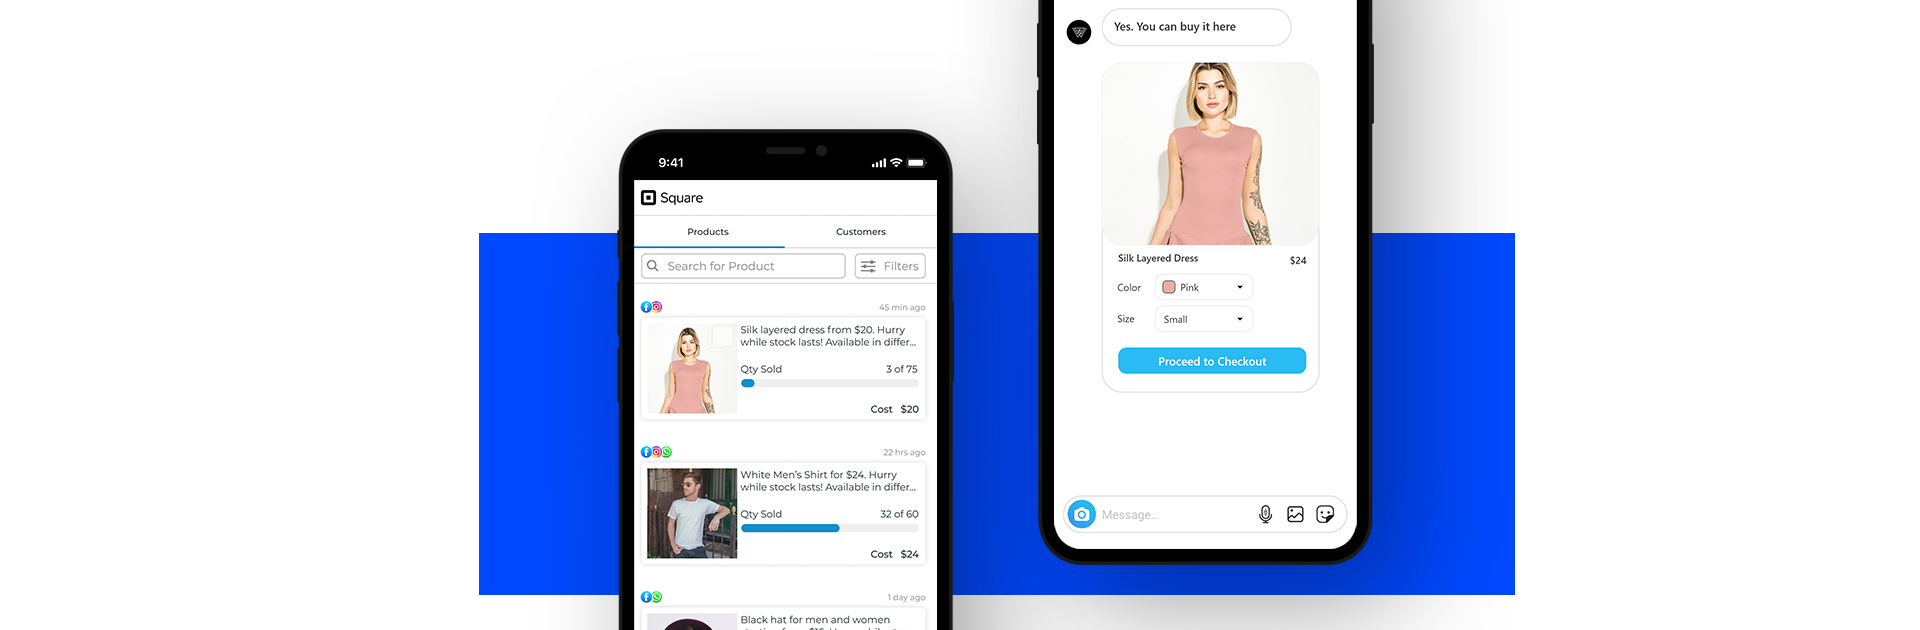 9:41
Square
Products
Customers
Search for Product
Filters
45 min ago
Silk layered dress from $20. Hurry
while stock lasts! Available in differ...
Qty Sold
3 of 75
Cost $20
22 hrs ago
White Men's Shirt for $24. Hurry
while stock lasts! Available in differ...
Qty Sold
32 of 60
Cost $24
1 day ago
Black hat for men and women
Yes. You can buy it here
Silk Layered Dress
$24
Color
Pink
Size
Small
Proceed to Checkout
Message...